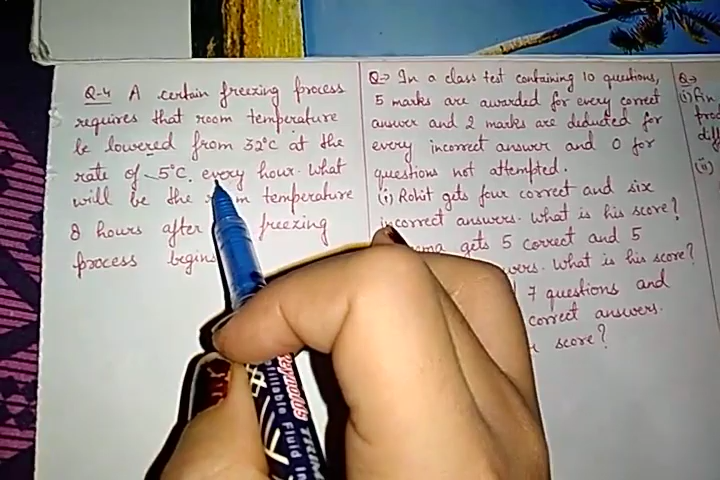 Q-4 A certain freezing process
requires that room temperature
be lowered from 32°C at the
rate of 5°C every hour. What
will be the temperature
8 hours after freezing
process begins
Q→ In a class test containing 10 questions,
5 marks are awarded for every correct
answer and 2 marks are deducted for
every incorrect answer and 0 for
questions not attempted.
(i) Rohit gets four correct and six
incorrect answers. What is his score?
gets 5 correct and 5
What is his score?
7 questions and
correct answers.
score?
Q→
(i)
(ii)
Reynolds